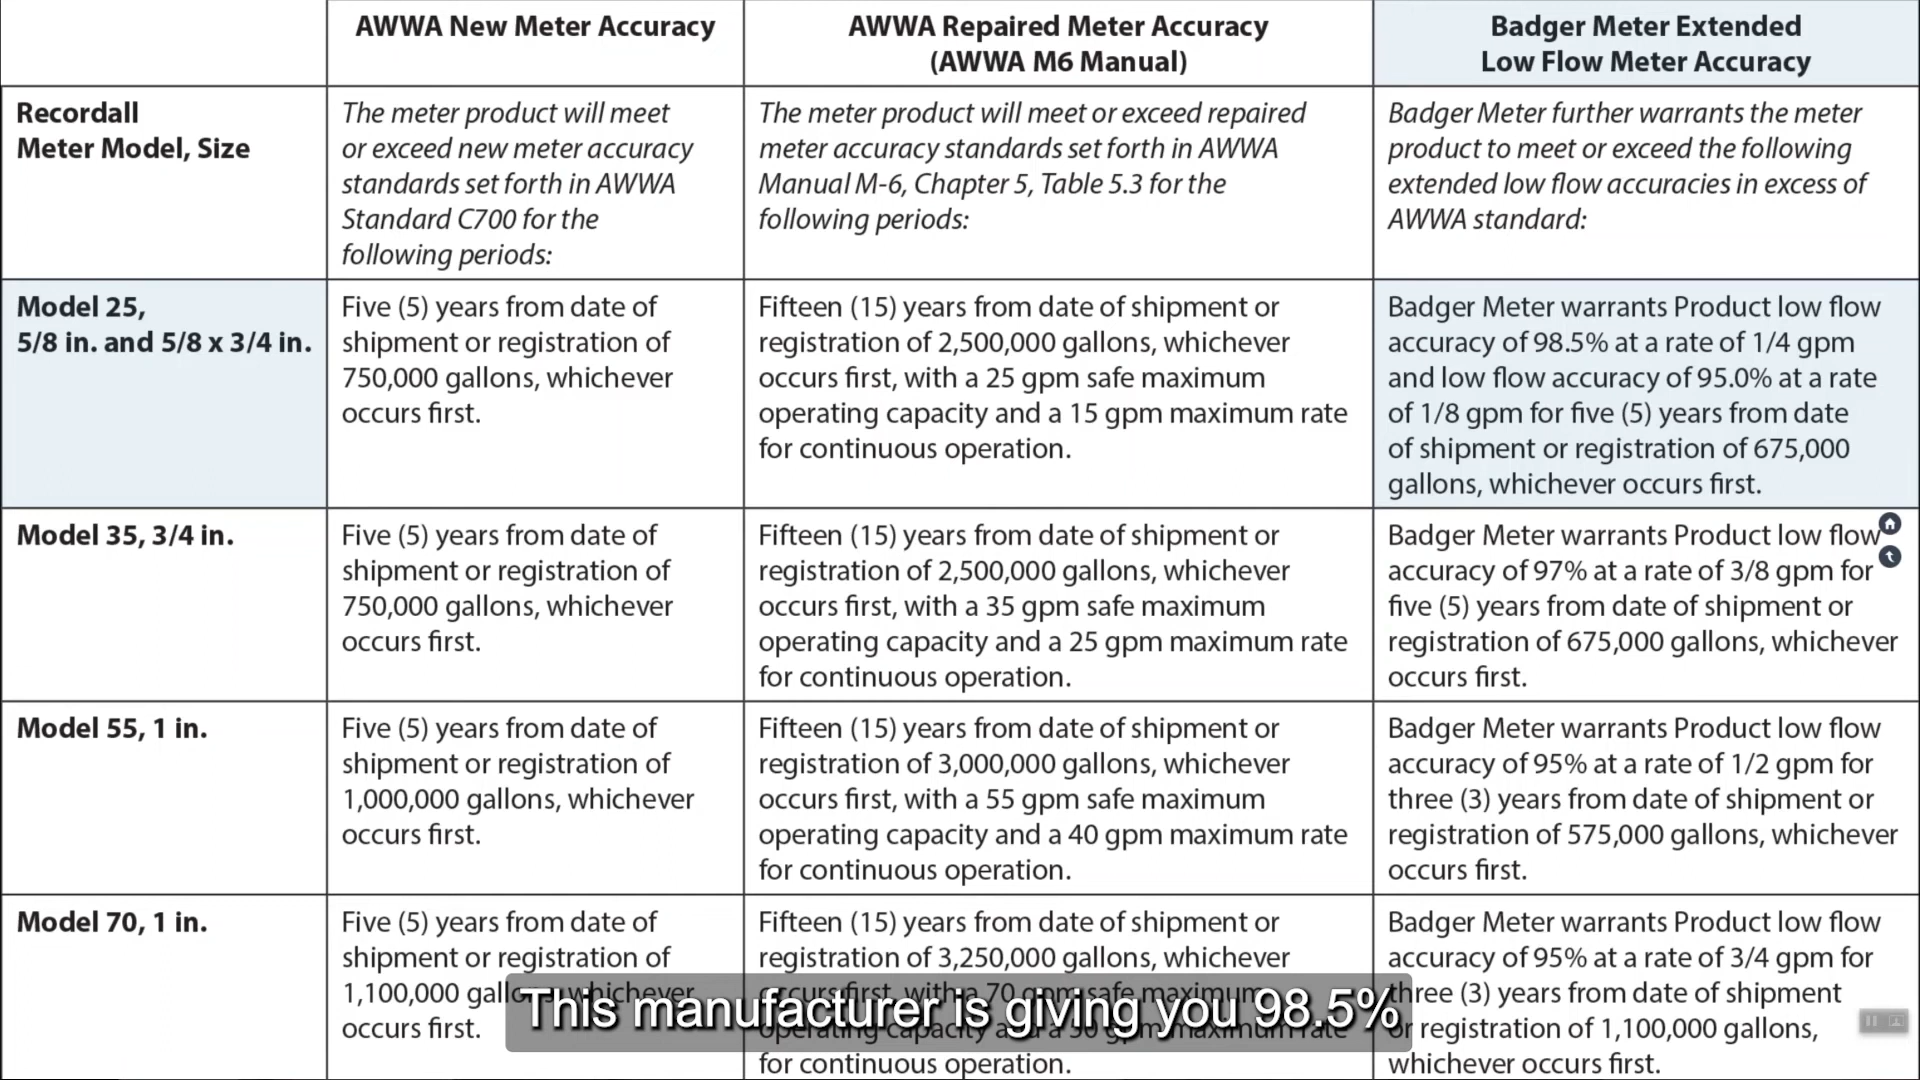 AWWA New Meter Accuracy
AWWA Repaired Meter Accuracy
(AWWA M6 Manual)
Badger Meter Extended
Low Flow Meter Accuracy
Recordall
Meter Model, Size
The meter product will meet
or exceed new meter accuracy
standards set forth in AWWA
Standard C700 for the
following periods:
The meter product will meet or exceed repaired
meter accuracy standards set forth in AWWA
Manual M-6, Chapter 5, Table 5.3 for the
following periods:
Badger Meter further warrants the meter
product to meet or exceed the following
extended low flow accuracies in excess of
AWWA standard:
Model 25,
5/8 in. and 5/8 x 3/4 in.
Five (5) years from date of
shipment or registration of
750,000 gallons, whichever
occurs first.
Fifteen (15) years from date of shipment or
registration of 2,500,000 gallons, whichever
occurs first, with a 25 gpm safe maximum
operating capacity and a 15 gpm maximum rate
for continuous operation.
Badger Meter warrants Product low flow
accuracy of 98.5% at a rate of 1/4 gpm
and low flow accuracy of 95.0% at a rate
of 1/8 gpm for five (5) years from date
of shipment or registration of 675,000
gallons, whichever occurs first.
Model 35, 3/4 in.
Five (5) years from date of
shipment or registration of
750,000 gallons, whichever
occurs first.
Fifteen (15) years from date of shipment or
registration of 2,500,000 gallons, whichever
occurs first, with a 35 gpm safe maximum
operating capacity and a 25 gpm maximum rate
for continuous operation.
Badger Meter warrants Product low flow
accuracy of 97% at a rate of 3/8 gpm for
five (5) years from date of shipment or
registration of 675,000 gallons, whichever
occurs first.
Model 55, 1 in.
Five (5) years from date of
shipment or registration of
1,000,000 gallons, whichever
occurs first.
Fifteen (15) years from date of shipment or
registration of 3,000,000 gallons, whichever
occurs first, with a 55 gpm safe maximum
operating capacity and a 40 gpm maximum rate
for continuous operation.
Badger Meter warrants Product low flow
accuracy of 95% at a rate of 1/2 gpm for
three (3) years from date of shipment or
registration of 575,000 gallons, whichever
occurs first.
Model 70, 1 in.
Five (5) years from date of
shipment or registration of
1,100,000 gallons, whichever
occurs first.
Fifteen (15) years from date of shipment or
registration of 3,250,000 gallons, whichever
occurs first, with a 70 gpm safe maximum
operating capacity and a 50 gpm maximum rate
for continuous operation.
Badger Meter warrants Product low flow
accuracy of 95% at a rate of 3/4 gpm for
three (3) years from date of shipment
or registration of 1,100,000 gallons,
whichever occurs first.
This manufacturer is giving you 98.5%